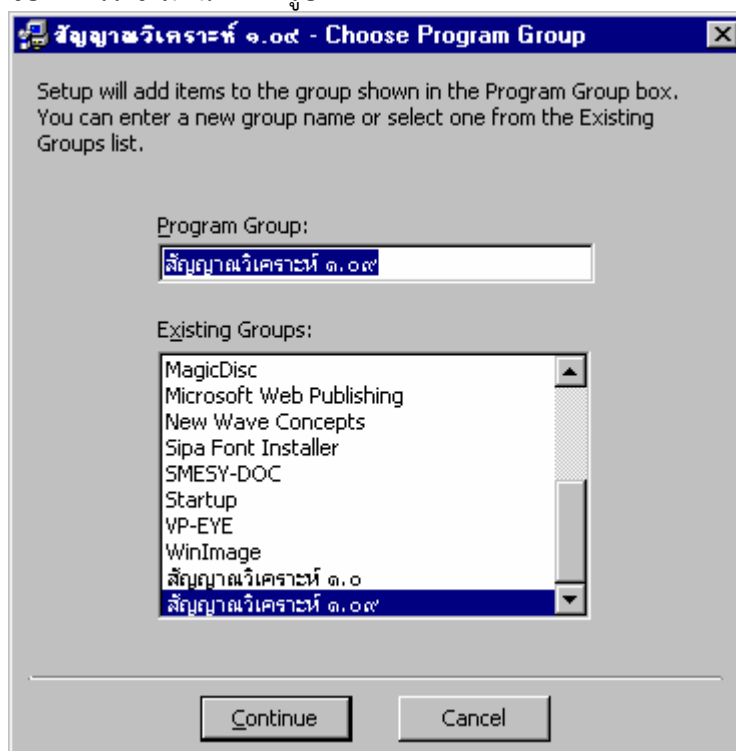 สัญญาณวิเคราะห์ ๑.๐๙ - Choose Program Group
Setup will add items to the group shown in the Program Group box.
You can enter a new group name or select one from the Existing
Groups list.
Program Group:
สัญญาณวิเคราะห์ ๑.๐๙
Existing Groups:
MagicDisc
Microsoft Web Publishing
New Wave Concepts
Sipa Font Installer
SMESY-DOC
Startup
VP-EYE
WinImage
สัญญาณวิเคราะห์ ๑.๐
สัญญาณวิเคราะห์ ๑.๐๙
Continue
Cancel